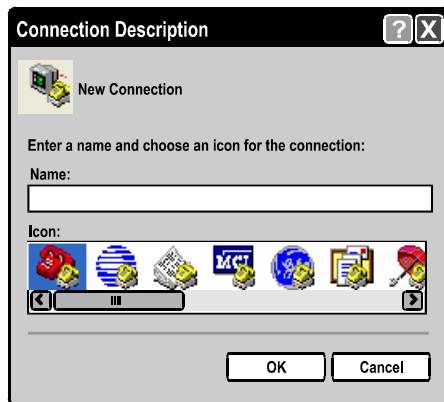 Connection Description
? X
New Connection
Enter a name and choose an icon for the connection:
Name:
Icon:
MCI
OK Cancel